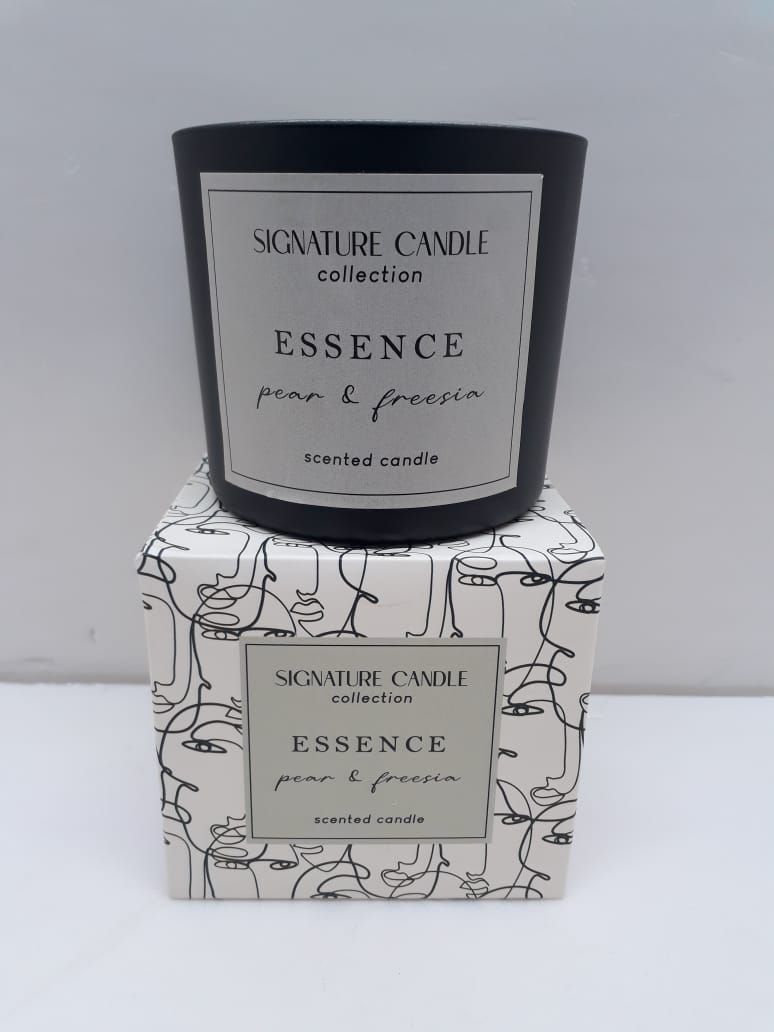 SIGNATURE CANDLE
collection
ESSENCE
pear & freesia
scented candle
SIGNATURE CANDLE
collection
ESSENCE
pear & freesia
scented candle